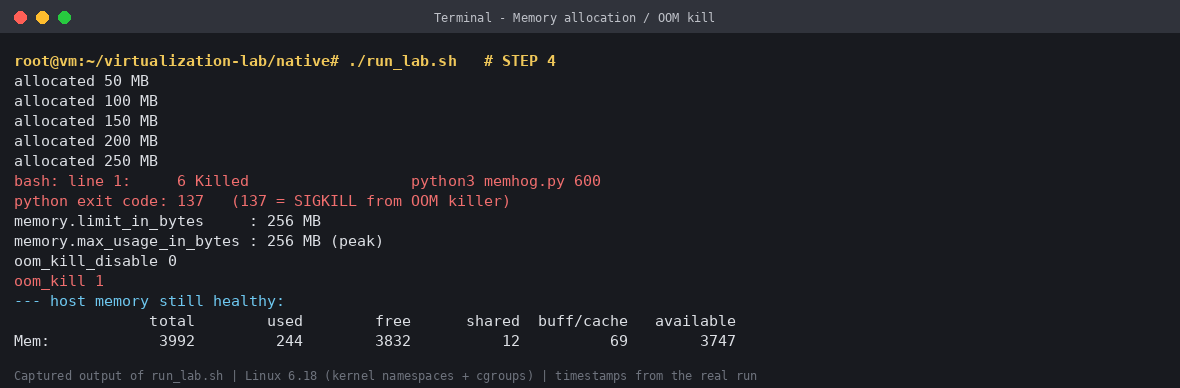 Terminal - Memory allocation / OOM kill
root@vm:~/virtualization-lab/native# ./run_lab.sh   # STEP 4
allocated 50 MB
allocated 100 MB
allocated 150 MB
allocated 200 MB
allocated 250 MB
bash: line 1:     6 Killed                  python3 memhog.py 600
python exit code: 137   (137 = SIGKILL from OOM killer)
memory.limit_in_bytes     : 256 MB
memory.max_usage_in_bytes : 256 MB (peak)
oom_kill_disable 0
oom_kill 1
--- host memory still healthy:
               total        used        free      shared  buff/cache   available
Mem:            3992         244        3832          12          69        3747
Captured output of run_lab.sh | Linux 6.18 (kernel namespaces + cgroups) | timestamps from the real run